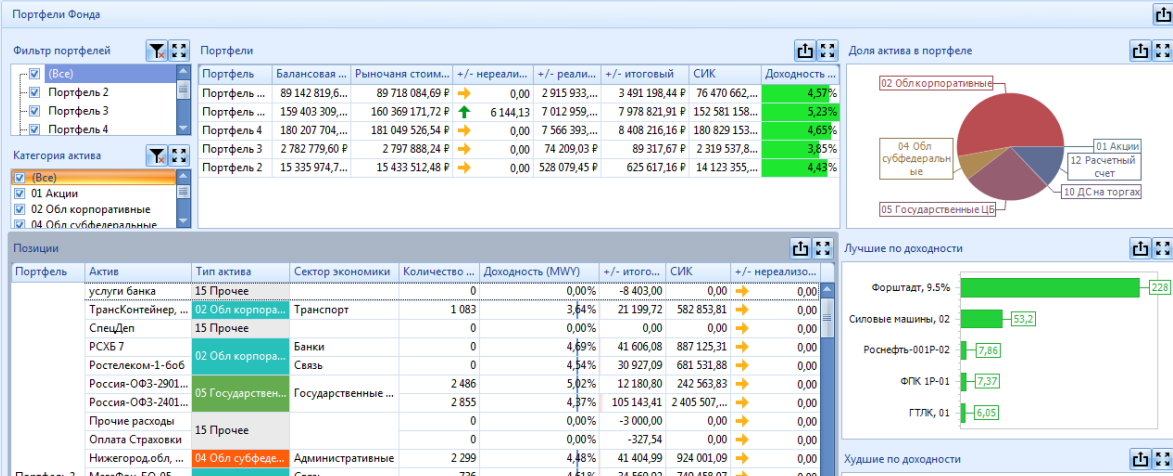 Портфели Фонда
Фильтр портфелей
(Все)
Портфель 2
Портфель 3
Портфель 4
Категория актива
(Все)
01 Акции
02 Обл корпоративные
04 Обл субфедеральные
Портфели
Портфель Балансовая ... Рыночаня стоим... +/- нереали... +/- реали... +/- итоговый СИК Доходность ...
Портфель ... 89 142 819,6... 89 718 084,69 ₽ 0,00 2 915 933,... 3 491 198,44 ₽ 76 470 662,... 4,57%
Портфель ... 159 403 309,... 160 369 171,72 ₽ 6 144,13 7 012 959,... 7 978 821,91 ₽ 152 581 158... 5,23%
Портфель 4 180 207 704,... 181 049 526,54 ₽ 0,00 7 566 393,... 8 408 216,16 ₽ 180 829 153... 4,65%
Портфель 3 2 782 779,60 ₽ 2 797 888,24 ₽ 0,00 74 209,03 ₽ 89 317,67 ₽ 2 319 537,8... 3,85%
Портфель 2 15 335 974,7... 15 433 512,48 ₽ 0,00 528 079,45 ₽ 625 617,16 ₽ 14 123 355,... 4,43%
Доля актива в портфеле
02 Обл корпоративные
04 Обл
субфедеральн
ые
05 Государственные ЦБ
01 Акции
12 Расчетный
счет
10 ДС на торгах
Позиции
Портфель Актив Тип актива Сектор экономики Количество ... Доходность (MWY) +/- итого... СИК +/- нереализо...
услуги банка 15 Прочее 0 0,00% -8 403,00 0,00 0,00
ТрансКонтейнер, ... 02 Обл корпора... Транспорт 1 083 3,64% 21 199,72 582 853,81 0,00
СпецДеп 15 Прочее 0 0,00% 0,00 0,00 0,00
РСХБ 7 02 Обл корпора... Банки 0 4,69% 41 606,08 887 125,31 0,00
Ростелеком-1-боб Связь 0 4,54% 30 927,09 681 531,88 0,00
Россия-ОФЗ-2901... 05 Государствен... Государственные ... 2 486 5,02% 12 180,80 242 563,83 0,00
Россия-ОФЗ-2401... 2 855 4,37% 105 143,41 2 405 507,... 0,00
Прочие расходы 15 Прочее 0 0,00% -3 000,00 0,00 0,00
Оплата Страховки 0 0,00% -327,54 0,00 0,00
Нижегород.обл, ... 04 Обл субфеде... Административные 2 299 4,48% 41 404,99 924 001,09 0,00
Лучшие по доходности
Форштадт, 9.5% 228
Силовые машины, 02 53,2
Роснефть-001P-02 7,86
ФПК 1P-01 7,37
ГТЛК, 01 6,05
Худшие по доходности